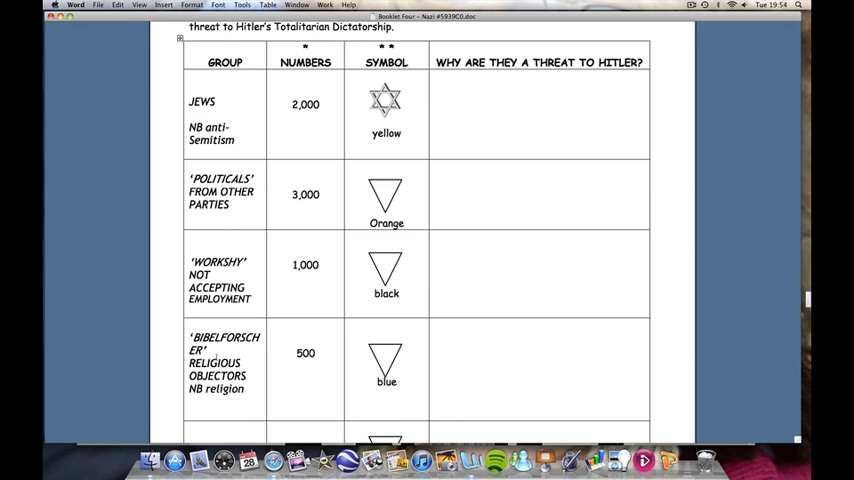 Word File Edit View Insert Format Font Tools Table Window Work Help
Tue 19:54
Booklet Four - Nazi #5939C0.doc
threat to Hitler's Totalitarian Dictatorship.
* * *
GROUP NUMBERS SYMBOL WHY ARE THEY A THREAT TO HITLER?
JEWS
NB anti-
Semitism
2,000
yellow
'POLITICALS'
FROM OTHER
PARTIES
3,000
Orange
'WORKSHY'
NOT
ACCEPTING
EMPLOYMENT
1,000
black
'BIBELFORSCH
ER'
RELIGIOUS
OBJECTORS
NB religion
500
blue
28